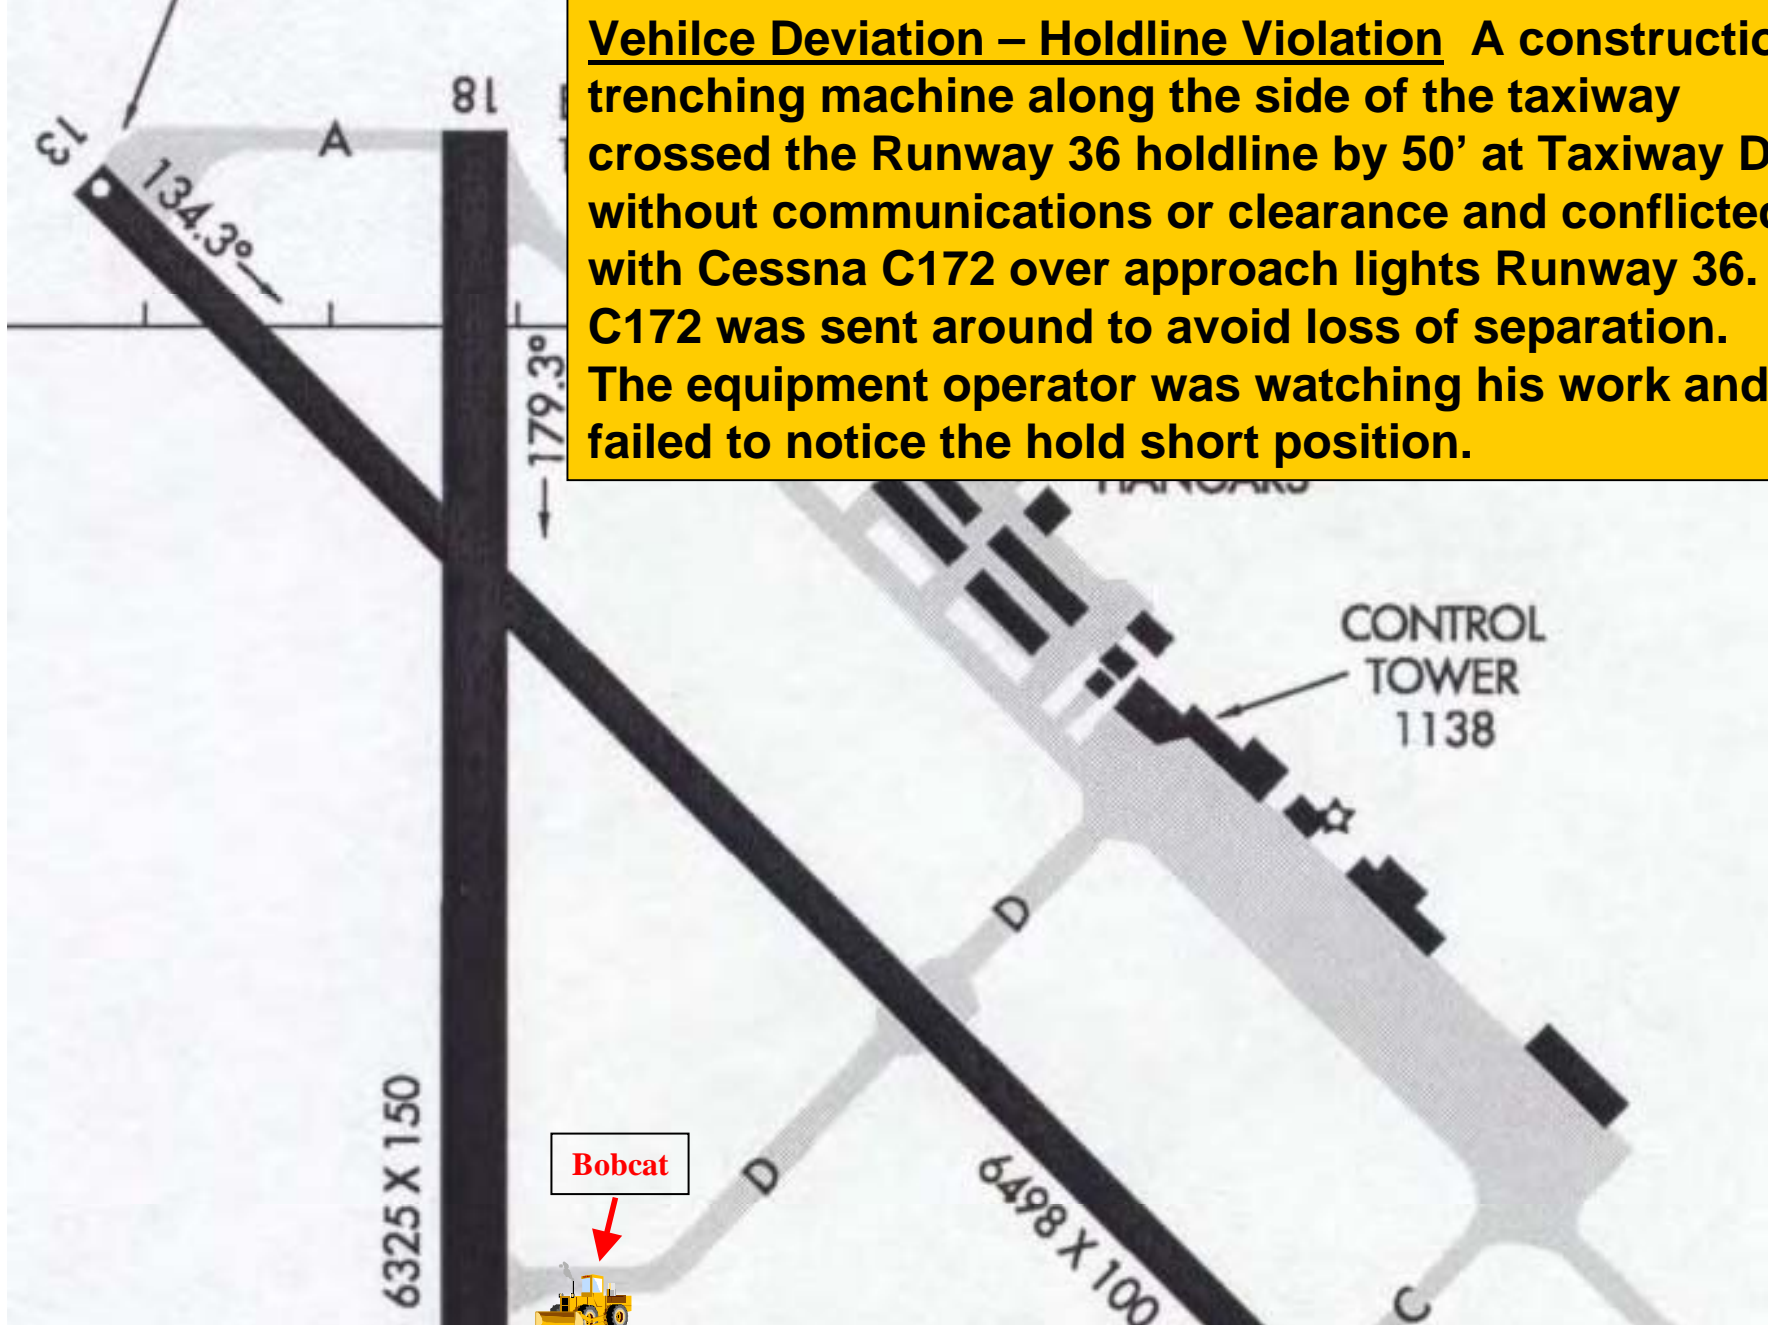 Vehilce Deviation – Holdline Violation A constructio
trenching machine along the side of the taxiway
crossed the Runway 36 holdline by 50’ at Taxiway D
without communications or clearance and conflicted
with Cessna C172 over approach lights Runway 36.
C172 was sent around to avoid loss of separation.
The equipment operator was watching his work and
failed to notice the hold short position.
18
13
A
134.3°
179.3°
HANGARS
CONTROL
TOWER
1138
D
D
6325 X 150
Bobcat
6498 X 100
C